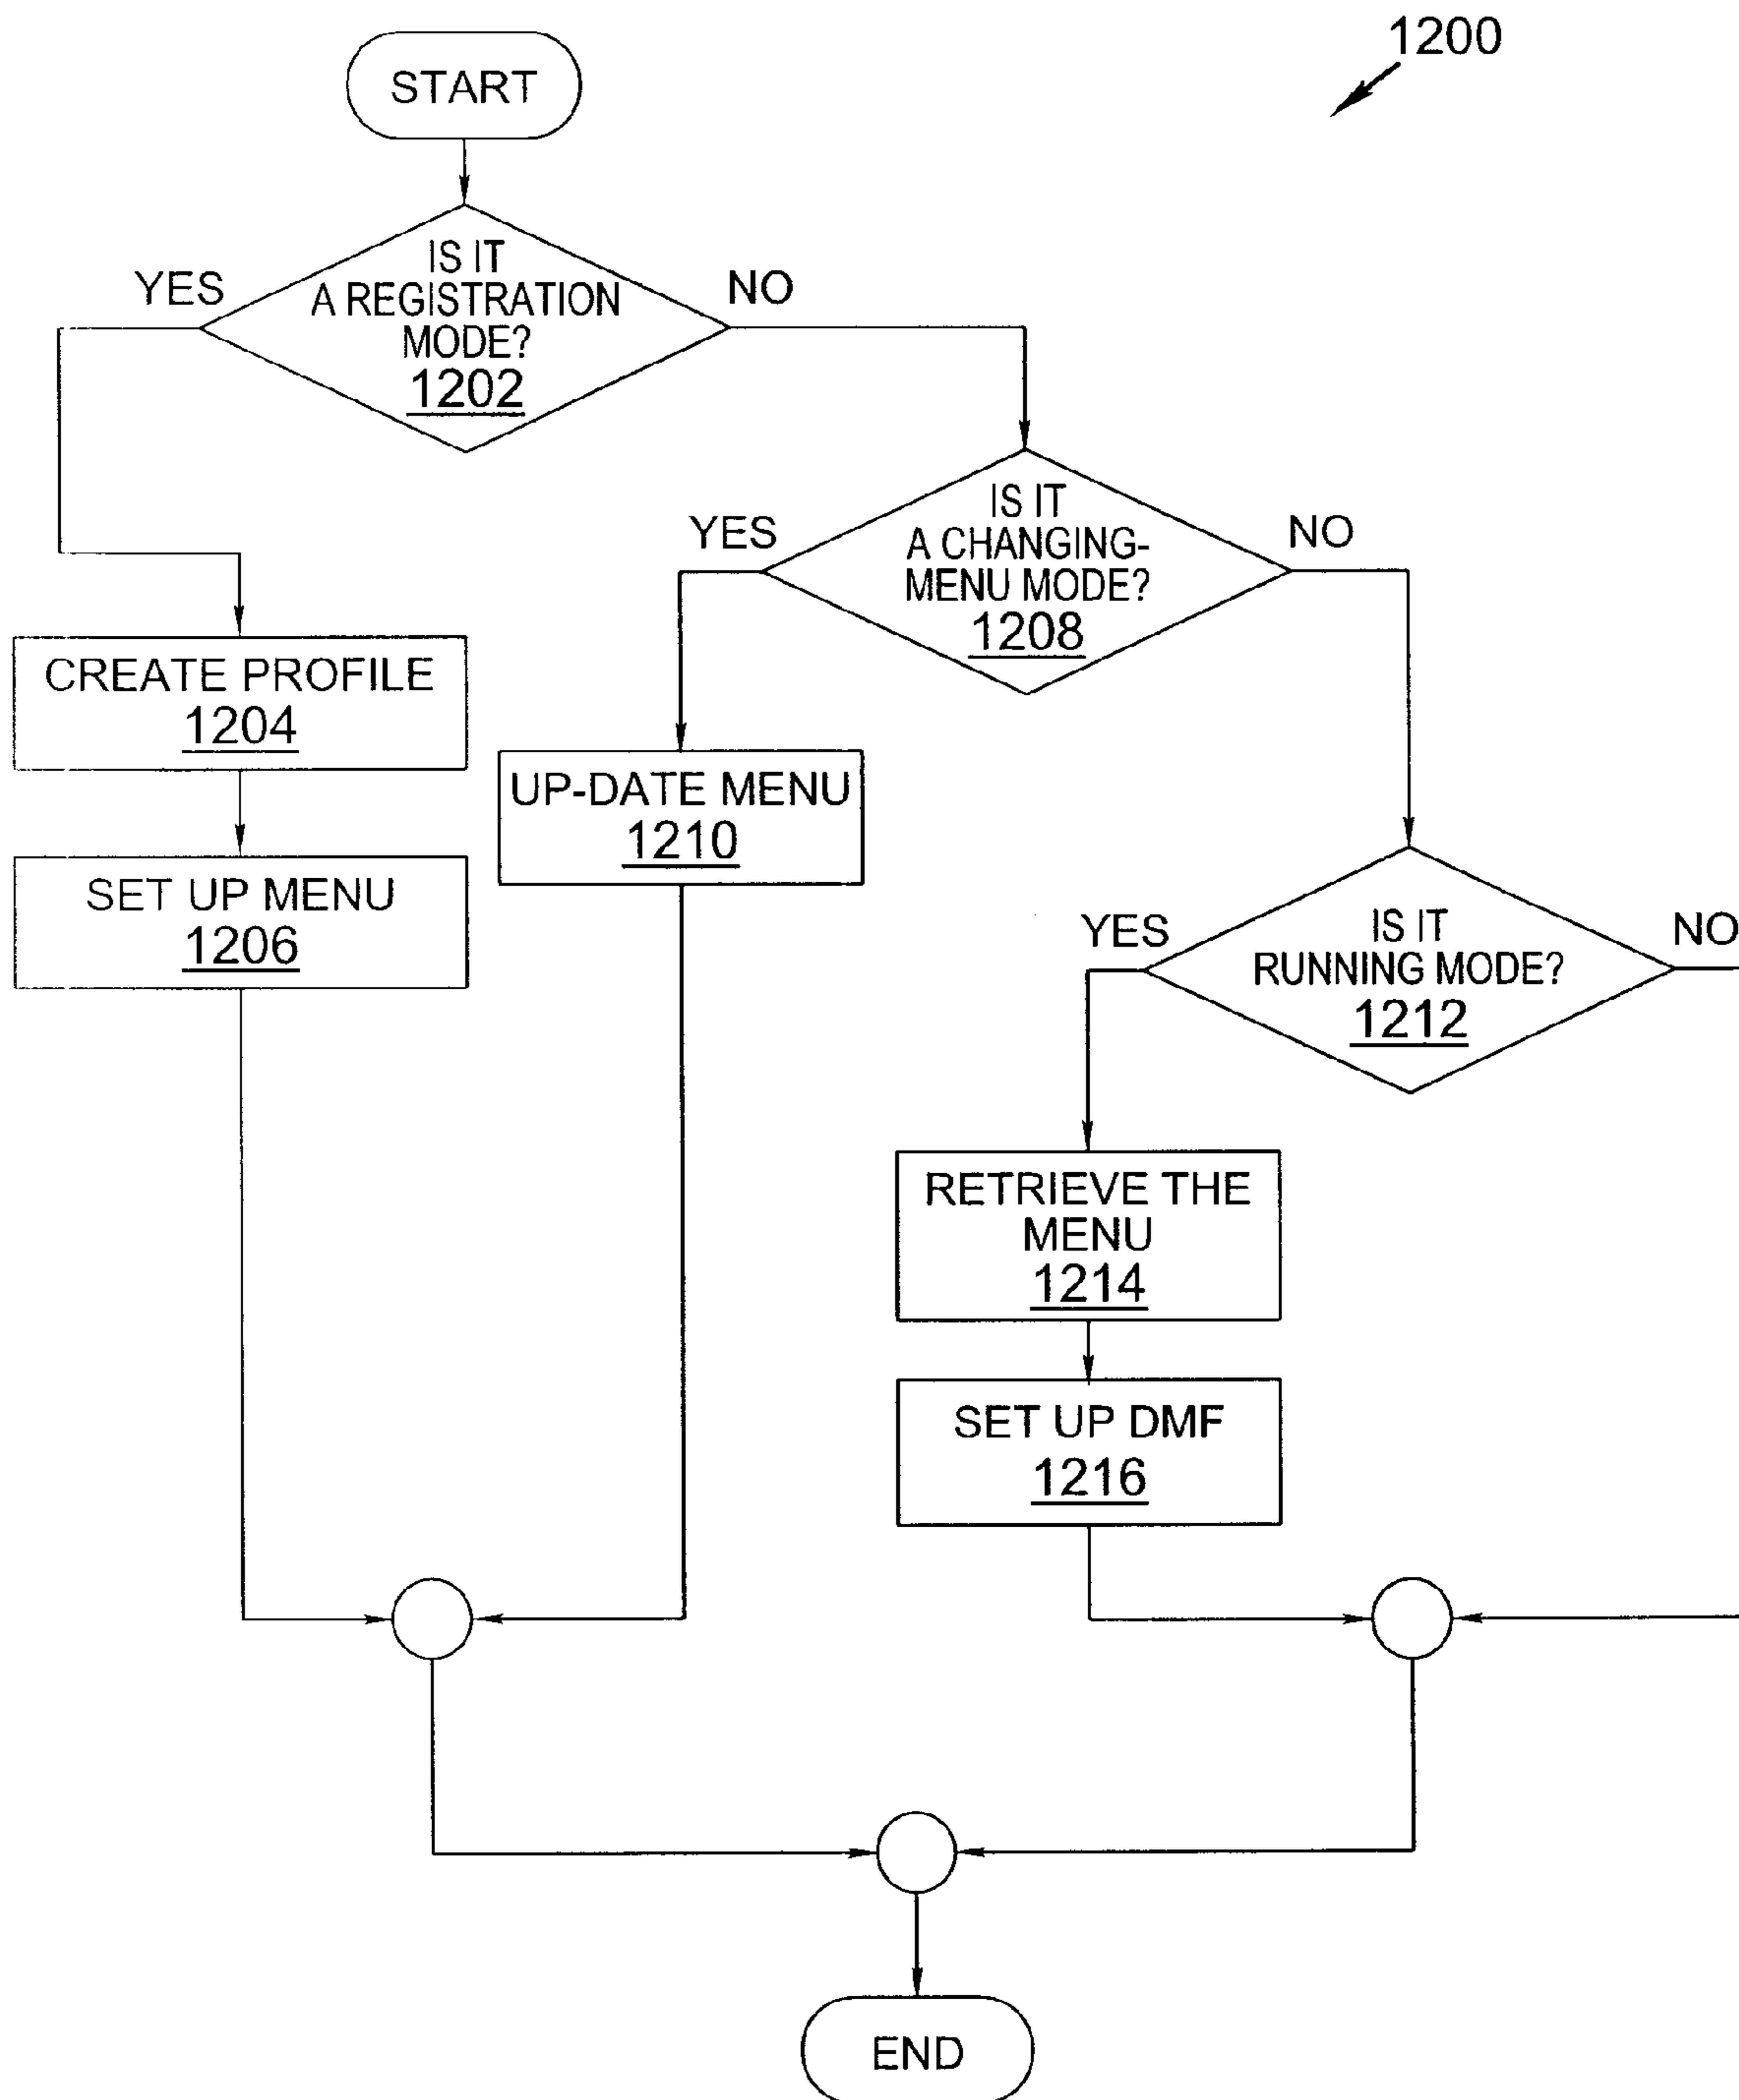 1200
START
IS IT
A REGISTRATION
MODE?
1202
YES
NO
IS IT
A CHANGING-
MENU MODE?
1208
YES
NO
CREATE PROFILE
1204
UP-DATE MENU
1210
SET UP MENU
1206
IS IT
RUNNING MODE?
1212
YES
NO
RETRIEVE THE
MENU
1214
SET UP DMF
1216
END